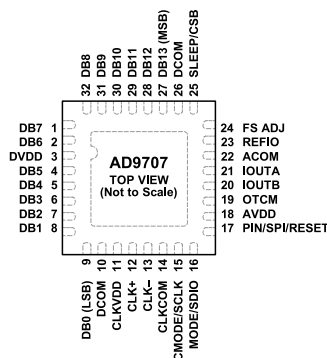 32 DB8
31 DB9
30 DB10
29 DB11
28 DB12
27 DB13 (MSB)
26 DCOM
25 SLEEP/CSB
DB7 1
DB6 2
DVDD 3
DB5 4
DB4 5
DB3 6
DB2 7
DB1 8
AD9707
TOP VIEW
(Not to Scale)
24 FS ADJ
23 REFIO
22 ACOM
21 IOUTA
20 IOUTB
19 OTCM
18 AVDD
17 PIN/SPI/RESET
DB0 (LSB) 9
DCOM 10
CLKVDD 11
CLK+ 12
CLK– 13
CLKCOM 14
CMODE/SCLK 15
MODE/SDIO 16